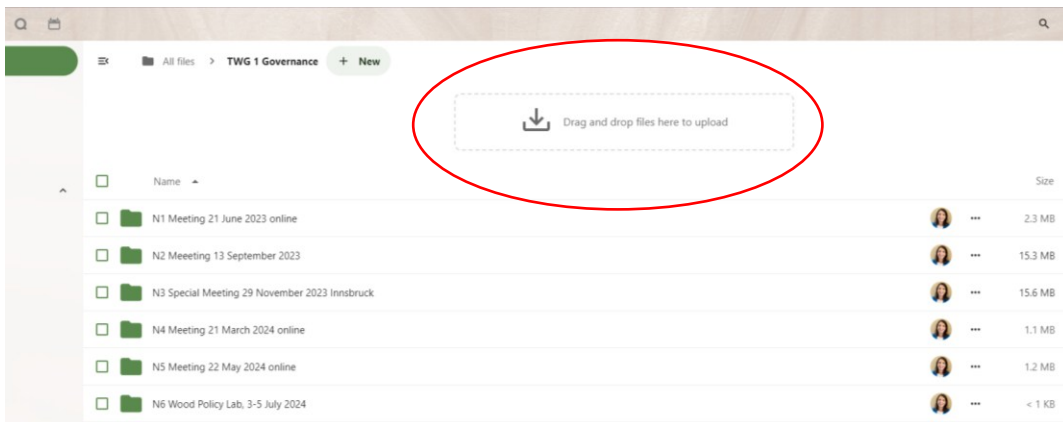 All files > TWG 1 Governance + New
Drag and drop files here to upload
Name Size
N1 Meeting 21 June 2023 online ... 2.3 MB
N2 Meeeting 13 September 2023 ... 15.3 MB
N3 Special Meeting 29 November 2023 Innsbruck ... 15.6 MB
N4 Meeting 21 March 2024 online ... 1.1 MB
N5 Meeting 22 May 2024 online ... 1.2 MB
N6 Wood Policy Lab, 3-5 July 2024 ... < 1 KB